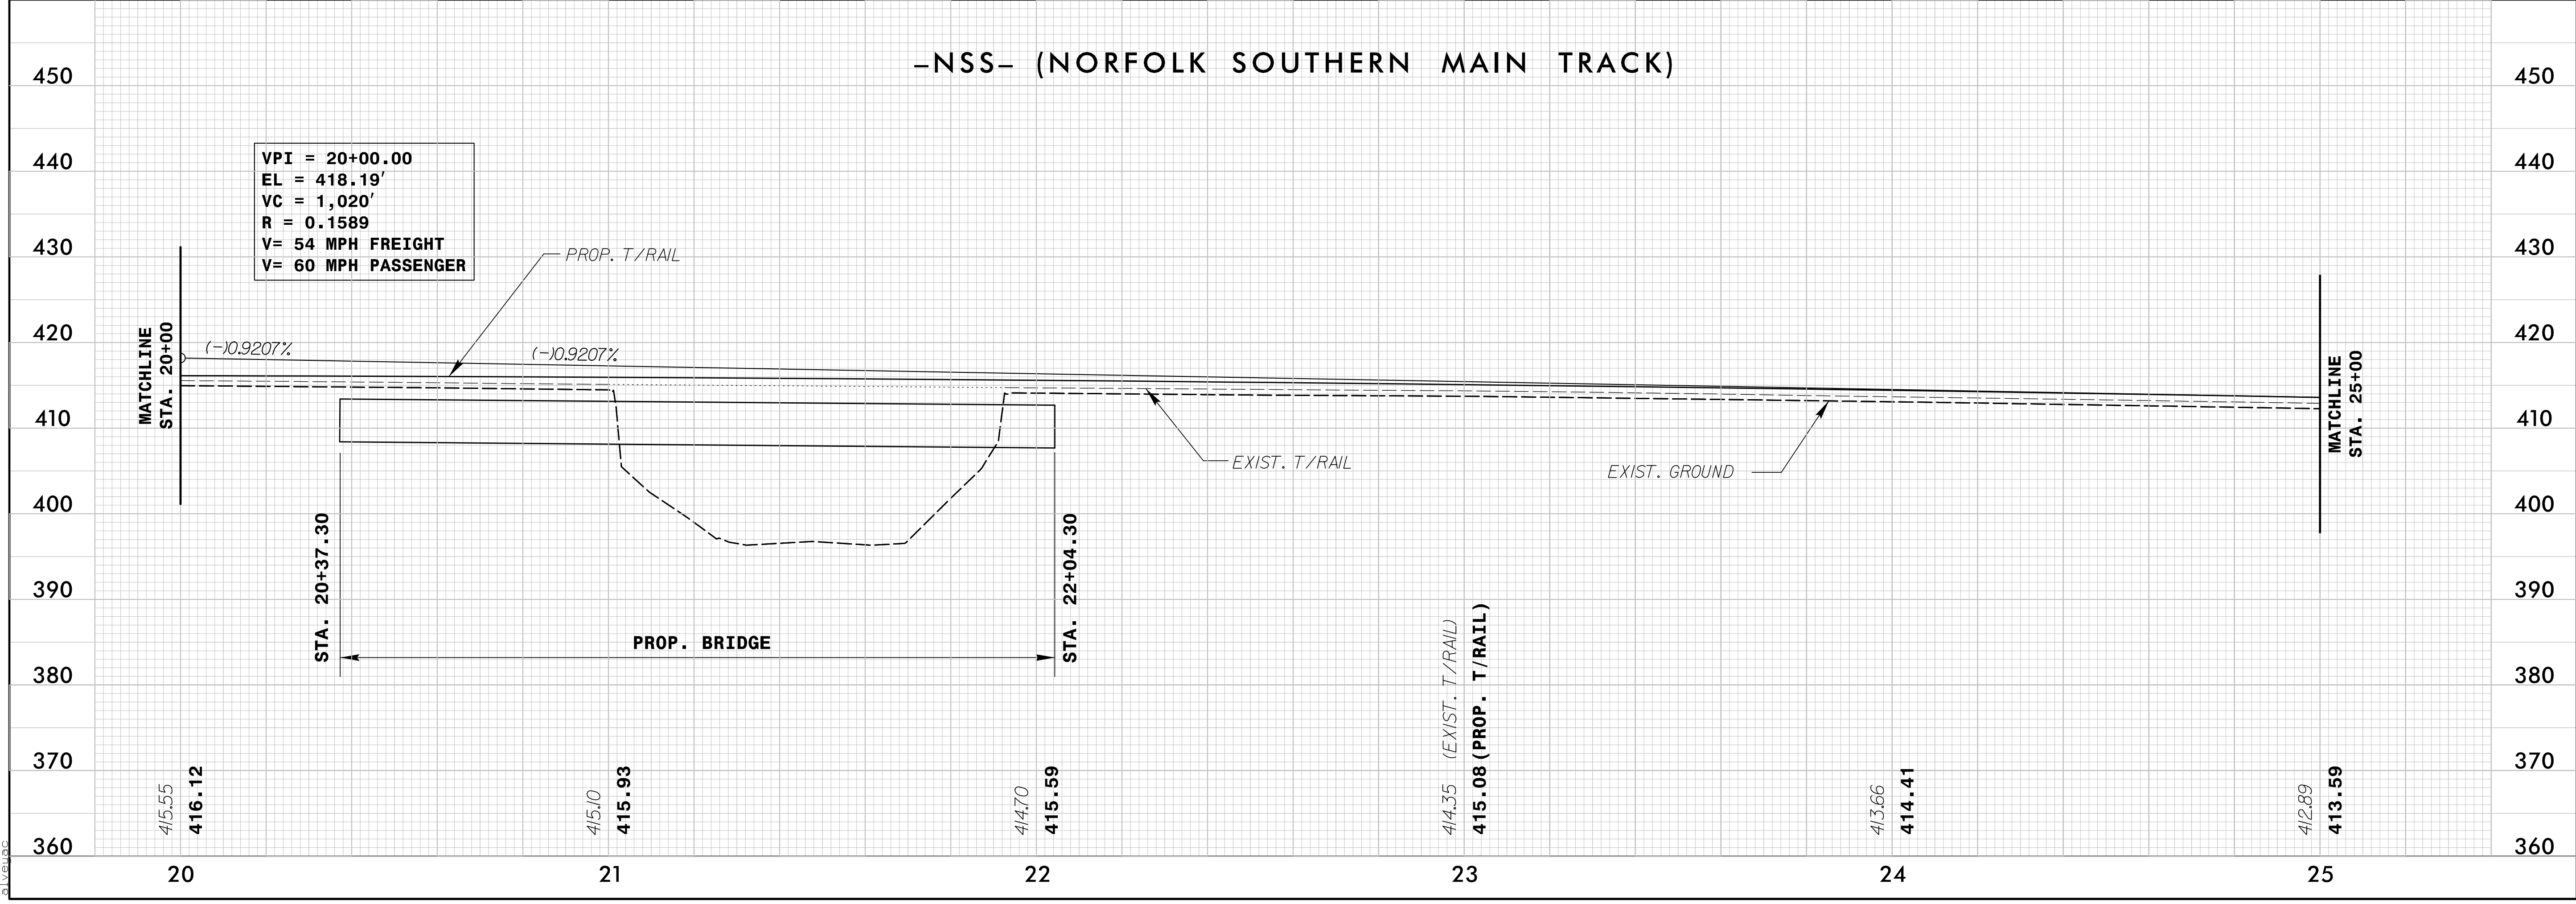 –NSS– (NORFOLK SOUTHERN MAIN TRACK)
450
450
440
440
430
430
420
420
410
410
400
400
390
390
380
380
370
370
360
360
VPI = 20+00.00
EL = 418.19'
VC = 1,020'
R = 0.1589
V= 54 MPH FREIGHT
V= 60 MPH PASSENGER
PROP. T/RAIL
(-)0.9207%
(-)0.9207%
MATCHLINE
STA. 20+00
MATCHLINE
STA. 25+00
EXIST. T/RAIL
EXIST. GROUND
STA. 20+37.30
PROP. BRIDGE
STA. 22+04.30
415.55
416.12
415.10
415.93
414.70
415.59
414.35 (EXIST. T/RAIL)
415.08 (PROP. T/RAIL)
413.66
414.41
412.89
413.59
20
21
22
23
24
25